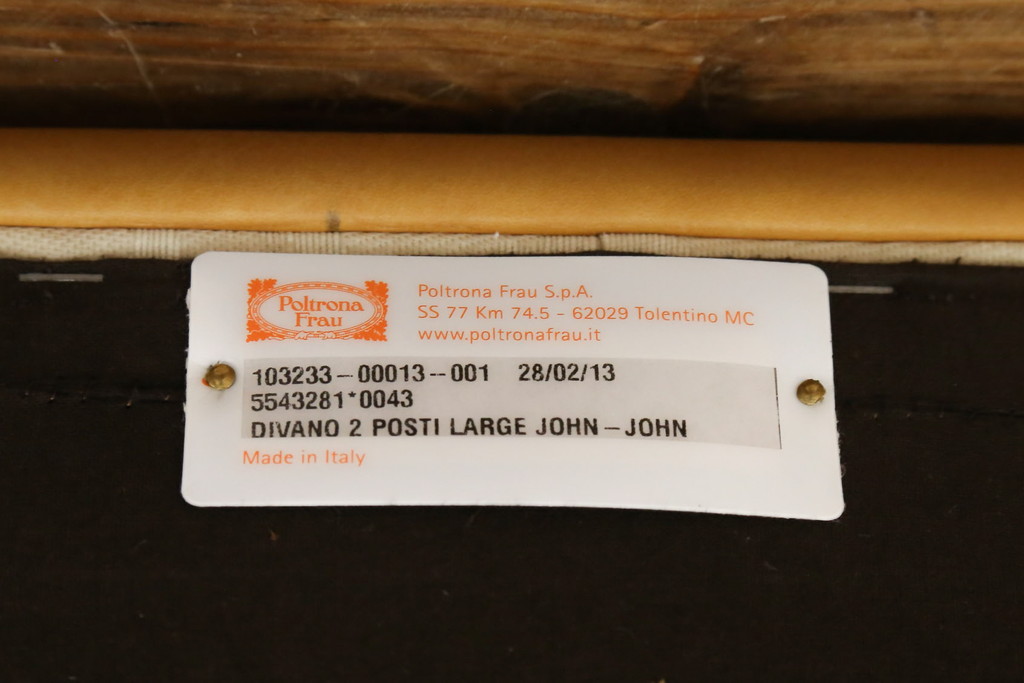 Poltrona
Frau
Poltrona Frau S.p.A.
SS 77 Km 74.5 - 62029 Tolentino MC
www.poltronafrau.it
103233-00013--001 28/02/13
5543281*0043
DIVANO 2 POSTI LARGE JOHN-JOHN
Made in Italy